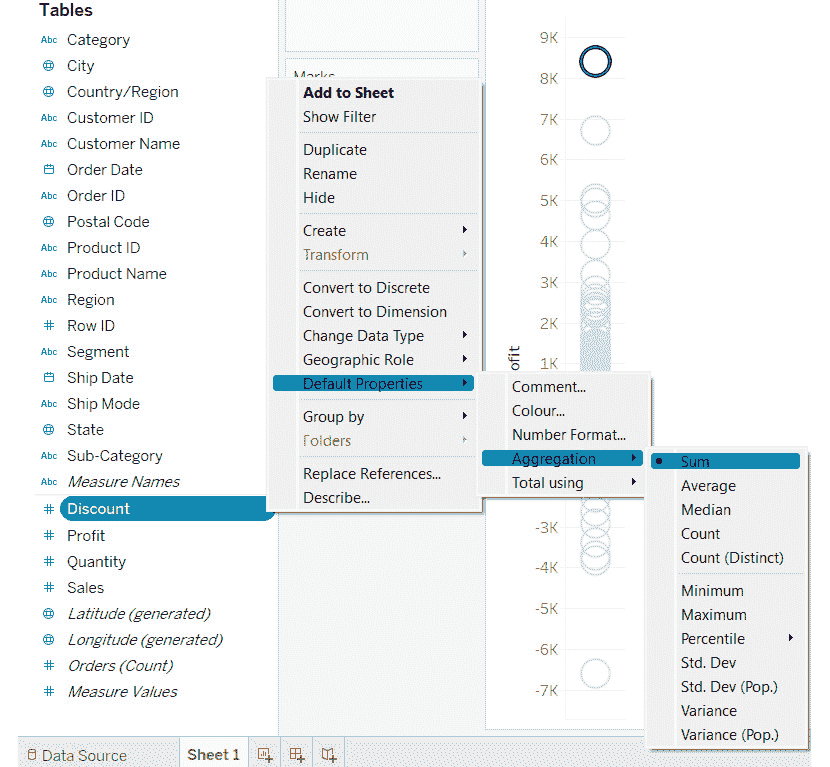 Tables
Abc Category
City
Country/Region
Abc Customer ID
Abc Customer Name
Order Date
Abc Order ID
Postal Code
Abc Product ID
Abc Product Name
Abc Region
# Row ID
Abc Segment
Ship Date
Abc Ship Mode
State
Abc Sub-Category
Abc Measure Names
# Discount
# Profit
# Quantity
# Sales
Latitude (generated)
Longitude (generated)
# Orders (Count)
# Measure Values
Marks
Add to Sheet
Show Filter
Duplicate
Rename
Hide
Create
Transform
Convert to Discrete
Convert to Dimension
Change Data Type
Geographic Role
Default Properties
Group by
Folders
Replace References...
Describe...
Comment...
Colour...
Number Format...
Aggregation
Total using
Sum
Average
Median
Count
Count (Distinct)
Minimum
Maximum
Percentile
Std. Dev
Std. Dev (Pop.)
Variance
Variance (Pop.)
9K
8K
7K
6K
5K
4K
3K
2K
1K
ofit
-3K
-4K
-5K
-6K
-7K
Data Source
Sheet 1